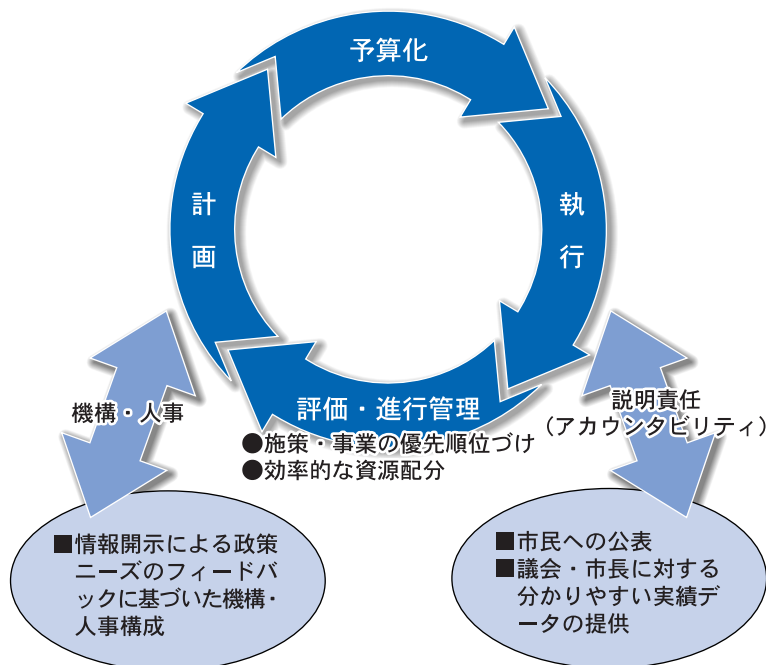 予算化
計画
執行
評価・進行管理
●施策・事業の優先順位づけ
●効率的な資源配分
機構・人事
説明責任
（アカウンタビリティ）
■情報開示による政策
ニーズのフィードバ
ックに基づいた機構・
人事構成
■市民への公表
■議会・市長に対する
分かりやすい実績デ
ータの提供